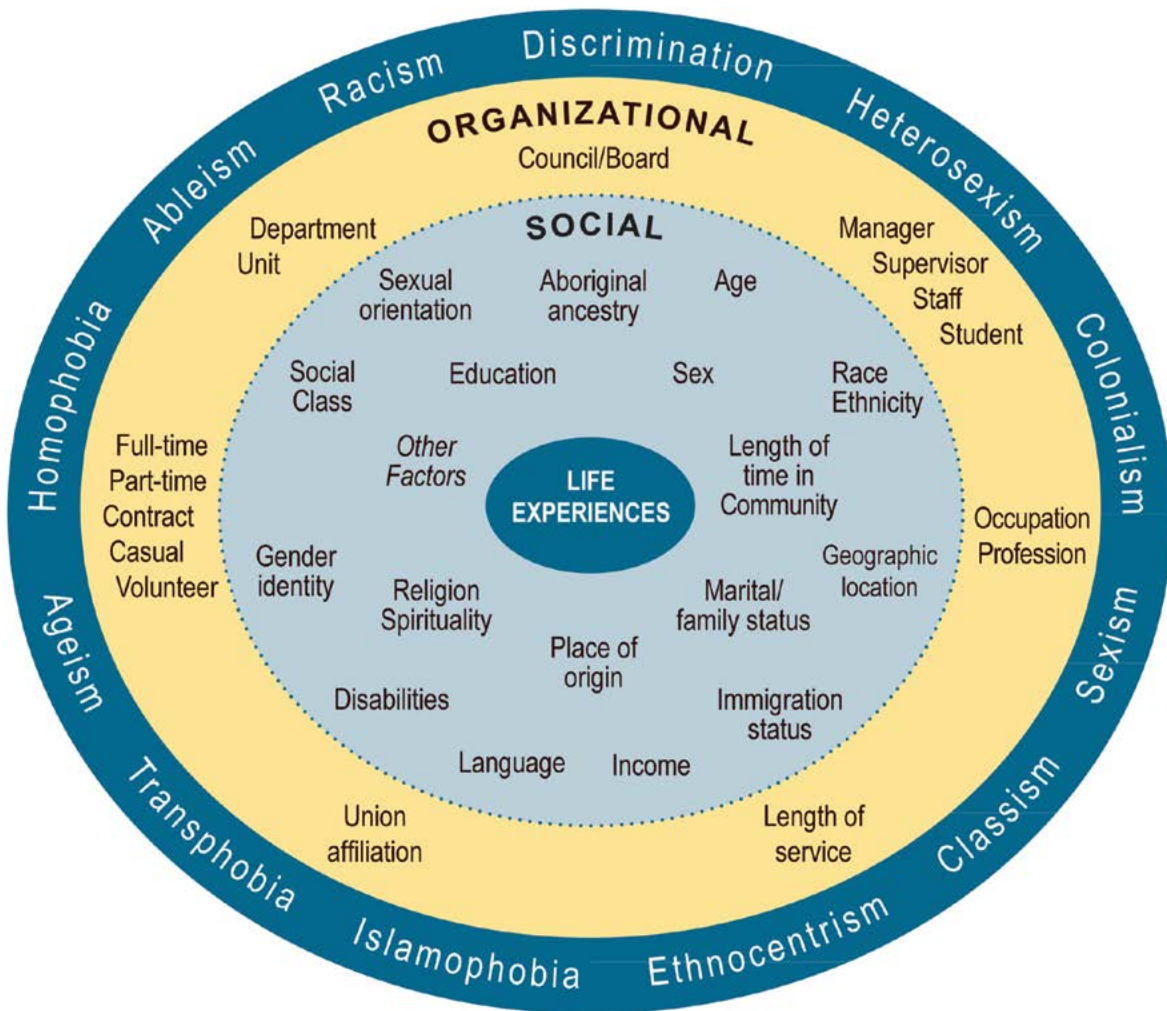 Discrimination
Heterosexism
Colonialism
Sexism
Classism
Ethnocentrism
Islamophobia
Transphobia
Ageism
Homophobia
Ableism
Racism
ORGANIZATIONAL
Council/Board
Manager
Supervisor
Staff
Student
Occupation
Profession
Length of
service
Union
affiliation
Full-time
Part-time
Contract
Casual
Volunteer
Department
Unit
SOCIAL
Sexual
orientation
Aboriginal
ancestry
Age
Social
Class
Education
Sex
Race
Ethnicity
Other
Factors
LIFE
EXPERIENCES
Length of
time in
Community
Gender
identity
Religion
Spirituality
Marital/
family status
Geographic
location
Place of
origin
Disabilities
Immigration
status
Language
Income